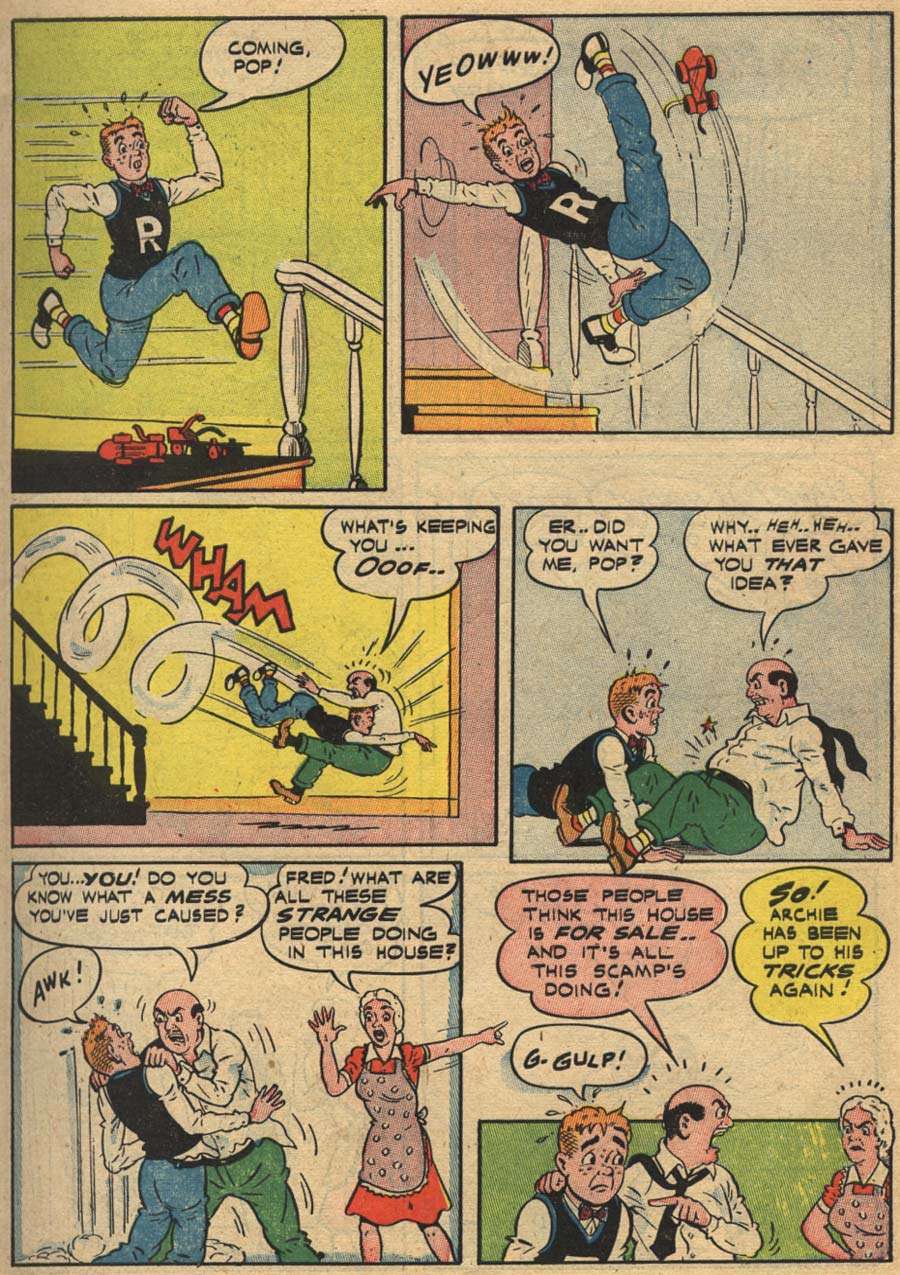 COMING,
POP!
R
YEOWWW!
R
WHAM
WHAT'S KEEPING
YOU ...
OOOF..
ER.. DID
YOU WANT
ME, POP?
WHY.. HEH.. HEH..
WHAT EVER GAVE
YOU THAT
IDEA?
YOU...YOU! DO YOU
KNOW WHAT A MESS
YOU'VE JUST CAUSED?
AWK!
FRED! WHAT ARE
ALL THESE
STRANGE
PEOPLE DOING
IN THIS HOUSE?
THOSE PEOPLE
THINK THIS HOUSE
IS FOR SALE..
AND IT'S ALL
THIS SCAMP'S
DOING!
G-GULP!
SO!
ARCHIE
HAS BEEN
UP TO HIS
TRICKS
AGAIN!